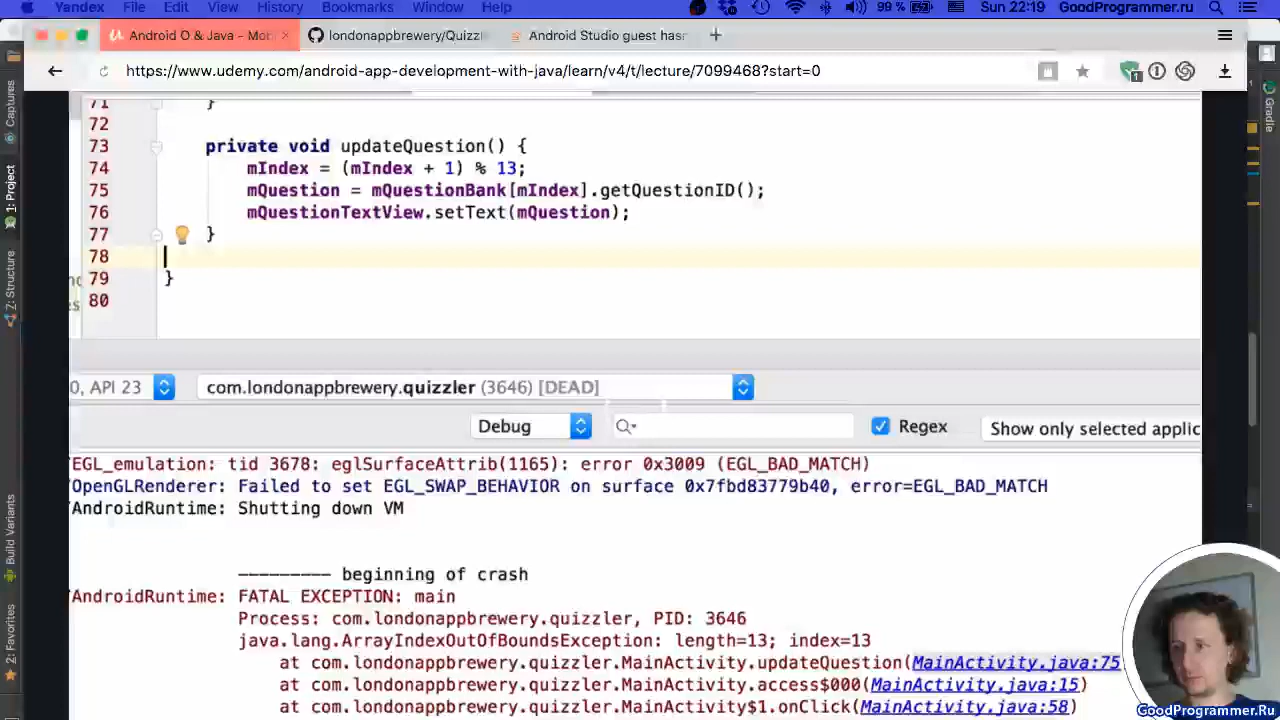 Yandex File Edit View History Bookmarks Window Help 99 % Sun 22:19 GoodProgrammer.ru
Android O & Java - Mobi londonappbrewery/Quizzl Android Studio guest hasn
https://www.udemy.com/android-app-development-with-java/learn/v4/t/lecture/7099468?start=0
Captures
1: Project
Z: Structure
Build Variants
2: Favorites
Gradle
71 }
72
73 private void updateQuestion() {
74 mIndex = (mIndex + 1) % 13;
75 mQuestion = mQuestionBank[mIndex].getQuestionID();
76 mQuestionTextView.setText(mQuestion);
77 }
78
79 }
80
0, API 23 com.londonappbrewery.quizzler (3646) [DEAD]
Debug Regex Show only selected applic
/EGL_emulation: tid 3678: eglSurfaceAttrib(1165): error 0x3009 (EGL_BAD_MATCH)
/OpenGLRenderer: Failed to set EGL_SWAP_BEHAVIOR on surface 0x7fbd83779b40, error=EGL_BAD_MATCH
/AndroidRuntime: Shutting down VM
--------- beginning of crash
/AndroidRuntime: FATAL EXCEPTION: main
Process: com.londonappbrewery.quizzler, PID: 3646
java.lang.ArrayIndexOutOfBoundsException: length=13; index=13
at com.londonappbrewery.quizzler.MainActivity.updateQuestion(MainActivity.java:75
at com.londonappbrewery.quizzler.MainActivity.access$000(MainActivity.java:15)
at com.londonappbrewery.quizzler.MainActivity$1.onClick(MainActivity.java:58)
GoodProgrammer.Ru